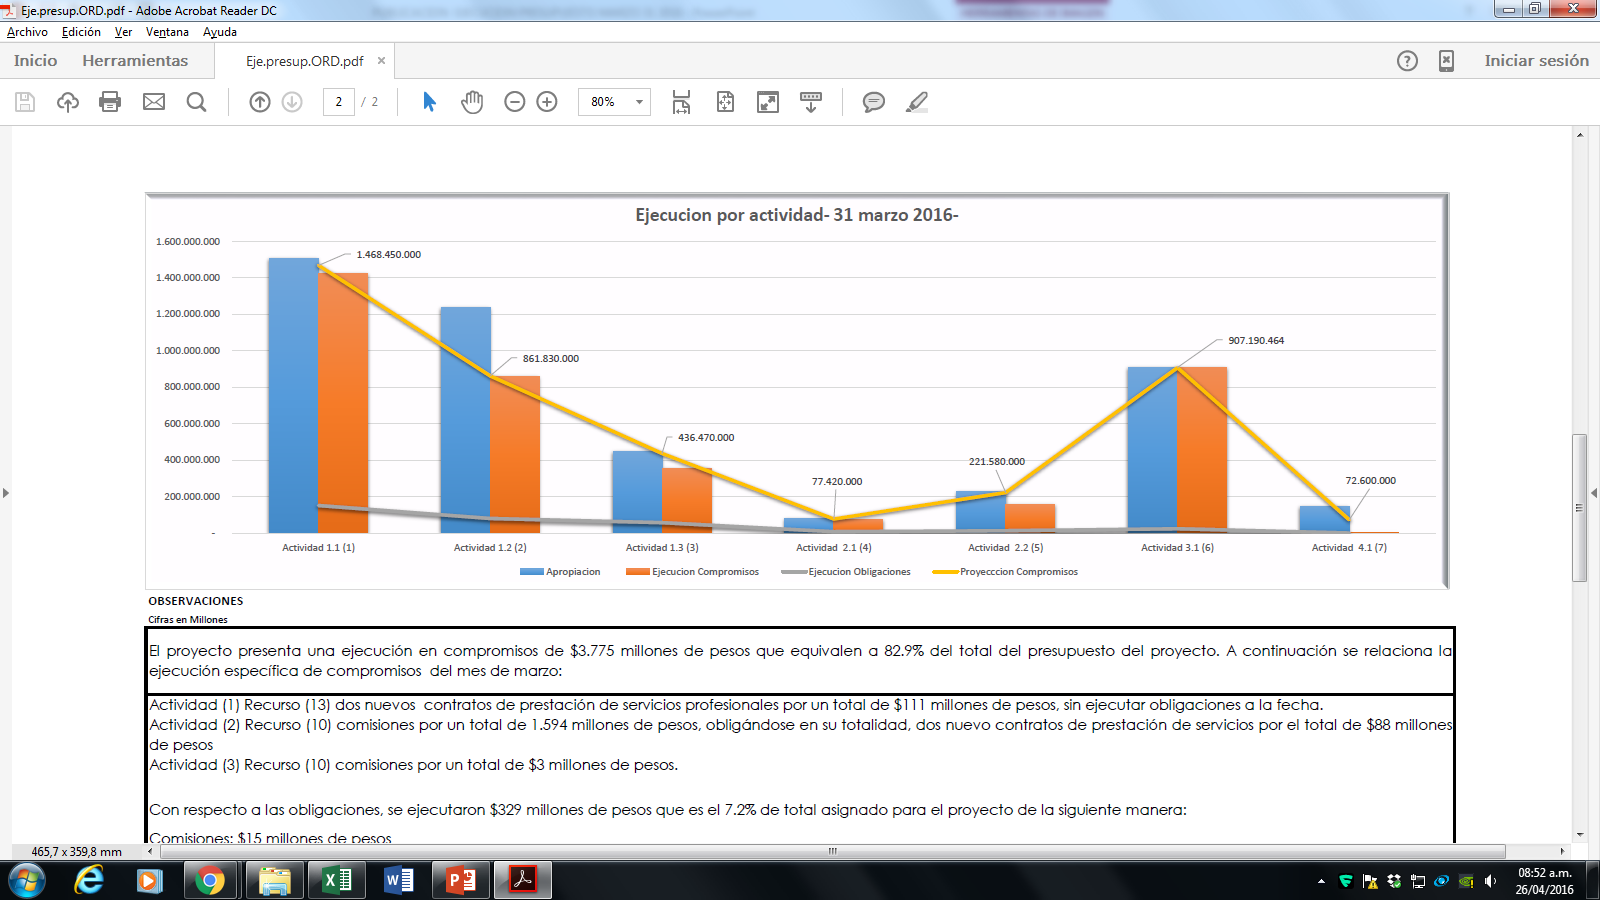 Eje.presup.ORD.pdf - Adobe Acrobat Reader DC
Archivo Edición Ver Ventana Ayuda
Inicio Herramientas Eje.presup.ORD.pdf × Iniciar sesión
2 / 2 80%
Ejecucion por actividad- 31 marzo 2016-
1.600.000.000
1.400.000.000
1.200.000.000
1.000.000.000
800.000.000
600.000.000
400.000.000
200.000.000
-
1.468.450.000
861.830.000
436.470.000
77.420.000
221.580.000
907.190.464
72.600.000
Actividad 1.1 (1) Actividad 1.2 (2) Actividad 1.3 (3) Actividad 2.1 (4) Actividad 2.2 (5) Actividad 3.1 (6) Actividad 4.1 (7)
Apropiacion Ejecucion Compromisos Ejecucion Obligaciones Proyecccion Compromisos
OBSERVACIONES
Cifras en Millones
El proyecto presenta una ejecución en compromisos de $3.775 millones de pesos que equivalen a 82.9% del total del presupuesto del proyecto. A continuación se relaciona la
ejecución específica de compromisos del mes de marzo:
Actividad (1) Recurso (13) dos nuevos contratos de prestación de servicios profesionales por un total de $111 millones de pesos, sin ejecutar obligaciones a la fecha.
Actividad (2) Recurso (10) comisiones por un total de 1.594 millones de pesos, obligándose en su totalidad, dos nuevo contratos de prestación de servicios por el total de $88 millones
de pesos
Actividad (3) Recurso (10) comisiones por un total de $3 millones de pesos.
Con respecto a las obligaciones, se ejecutaron $329 millones de pesos que es el 7.2% de total asignado para el proyecto de la siguiente manera:
Comisiones: $15 millones de pesos
465,7 x 359,8 mm
08:52 a.m.
26/04/2016